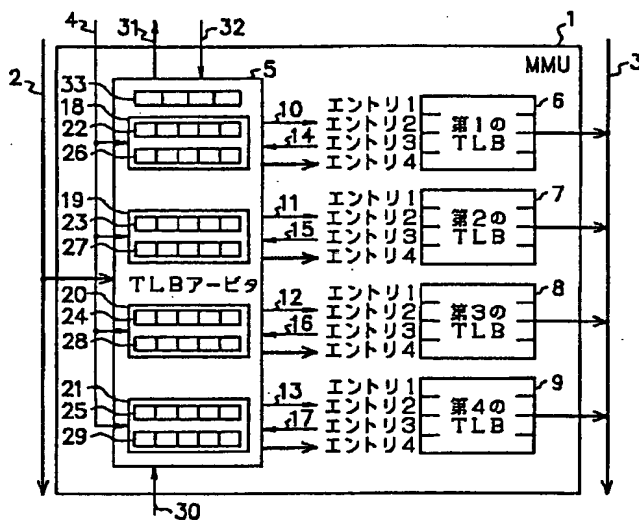 4
31
32
1
2
5
MMU
3
33
18
22
26
10
14
エントリ1
エントリ2
エントリ3
エントリ4
6
第1の
TLB
19
23
27
11
15
エントリ1
エントリ2
エントリ3
エントリ4
7
第2の
TLB
TLBアービタ
20
24
28
12
16
エントリ1
エントリ2
エントリ3
エントリ4
8
第3の
TLB
21
25
29
13
17
エントリ1
エントリ2
エントリ3
エントリ4
9
第4の
TLB
30